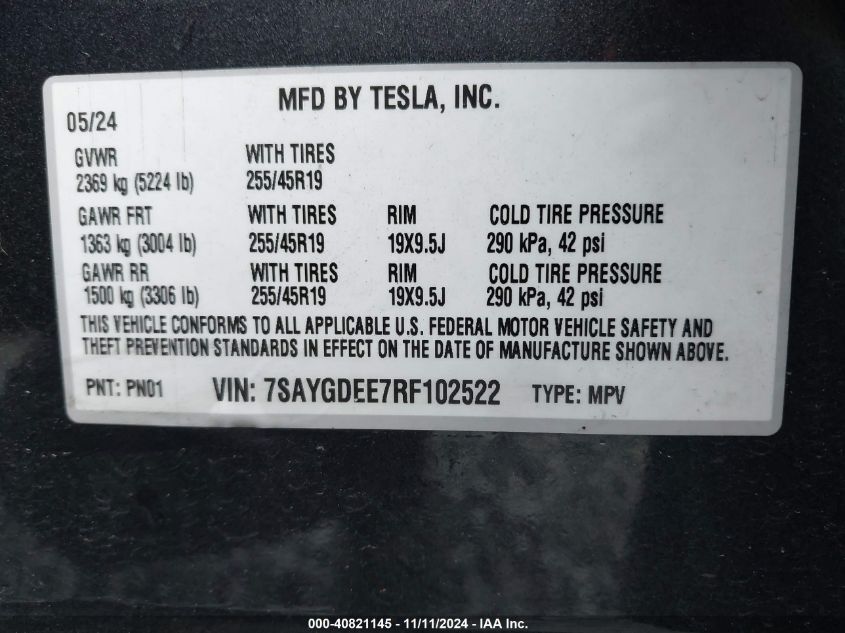 MFD BY TESLA, INC.
05/24
GVWR WITH TIRES
2369 kg (5224 lb) 255/45R19
GAWR FRT WITH TIRES RIM COLD TIRE PRESSURE
1363 kg (3004 lb) 255/45R19 19X9.5J 290 kPa, 42 psi
GAWR RR WITH TIRES RIM COLD TIRE PRESSURE
1500 kg (3306 lb) 255/45R19 19X9.5J 290 kPa, 42 psi
THIS VEHICLE CONFORMS TO ALL APPLICABLE U.S. FEDERAL MOTOR VEHICLE SAFETY AND
THEFT PREVENTION STANDARDS IN EFFECT ON THE DATE OF MANUFACTURE SHOWN ABOVE.
PNT: PN01 VIN: 7SAYGDEE7RF102522 TYPE: MPV
000-40821145 - 11/11/2024 - IAA Inc.